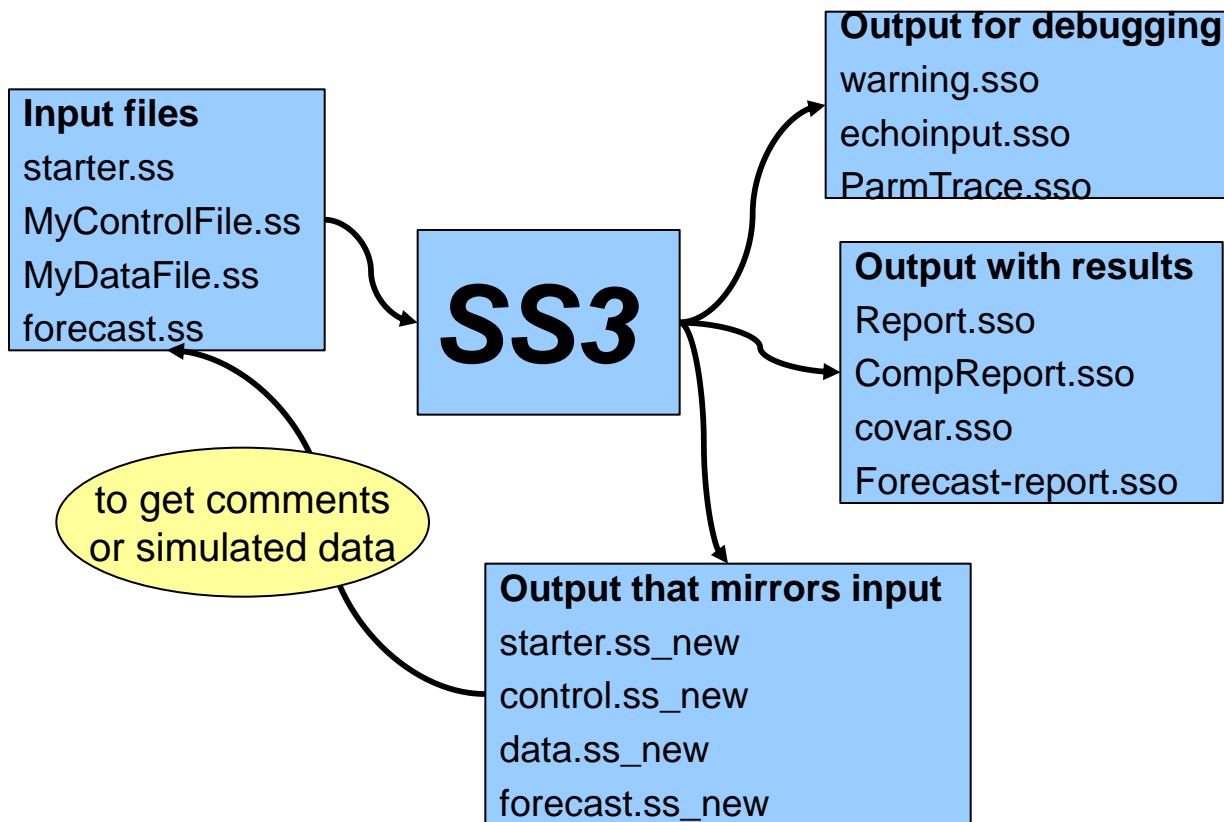 Input files
starter.ss
MyControlFile.ss
MyDataFile.ss
forecast.ss
SS3
Output for debugging
warning.sso
echoinput.sso
ParmTrace.sso
Output with results
Report.sso
CompReport.sso
covar.sso
Forecast-report.sso
to get comments
or simulated data
Output that mirrors input
starter.ss_new
control.ss_new
data.ss_new
forecast.ss_new